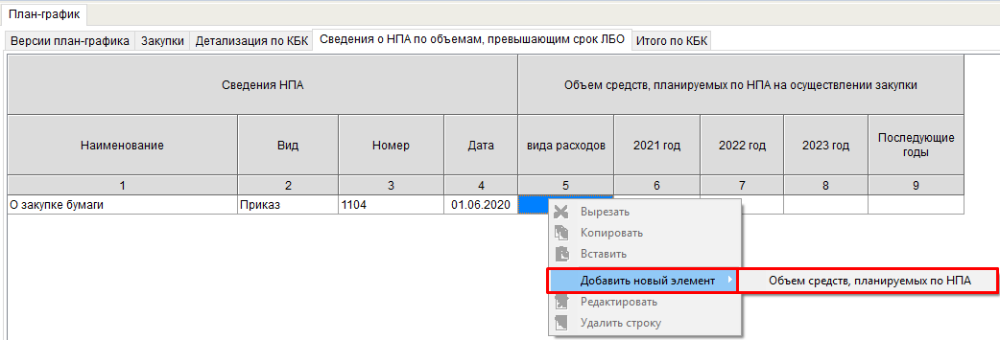 План-график
Версии план-графика Закупки Детализация по КБК Сведения о НПА по объемам, превышающим срок ЛБО Итого по КБК
Сведения НПА Объем средств, планируемых по НПА на осуществлении закупки
Наименование Вид Номер Дата вида расходов 2021 год 2022 год 2023 год Последующие
годы
1 2 3 4 5 6 7 8 9
О закупке бумаги Приказ 1104 01.06.2020
Вырезать
Копировать
Вставить
Добавить новый элемент Объем средств, планируемых по НПА
Редактировать
Удалить строку